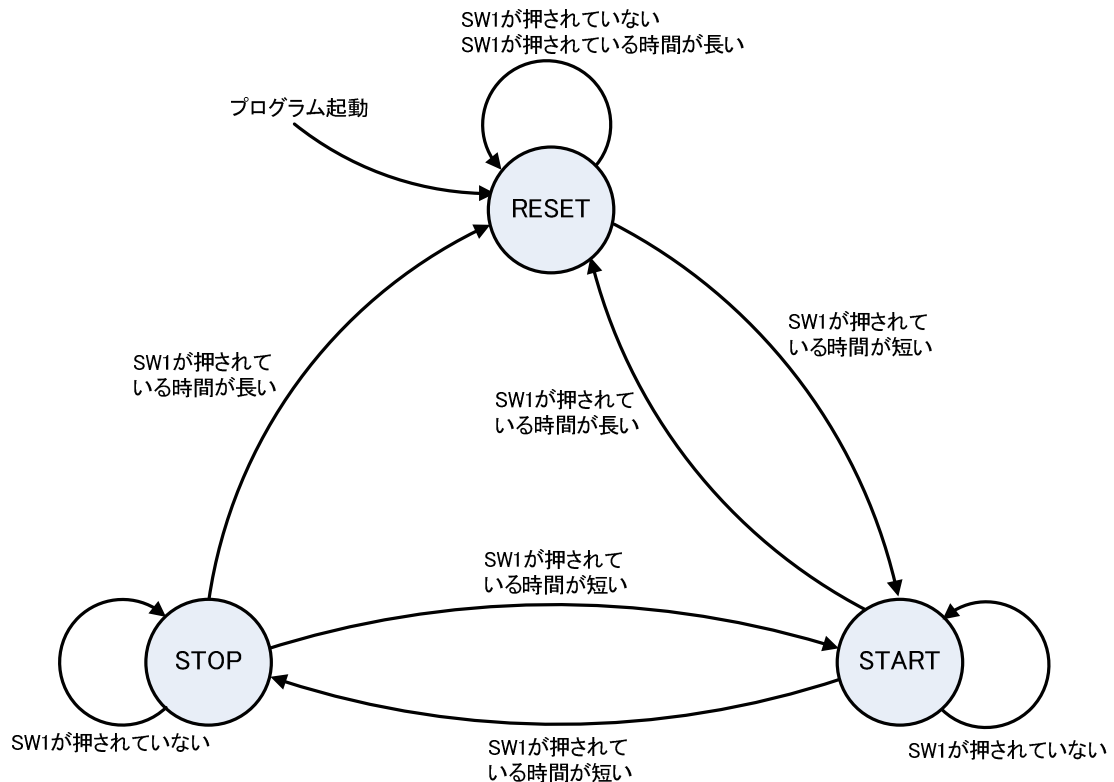 SW1が押されていない
SW1が押されている時間が長い
プログラム起動
RESET
SW1が押されて
いる時間が短い
SW1が押されて
いる時間が長い
SW1が押されて
いる時間が長い
SW1が押されて
いる時間が短い
STOP
START
SW1が押されていない
SW1が押されて
いる時間が短い
SW1が押されていない